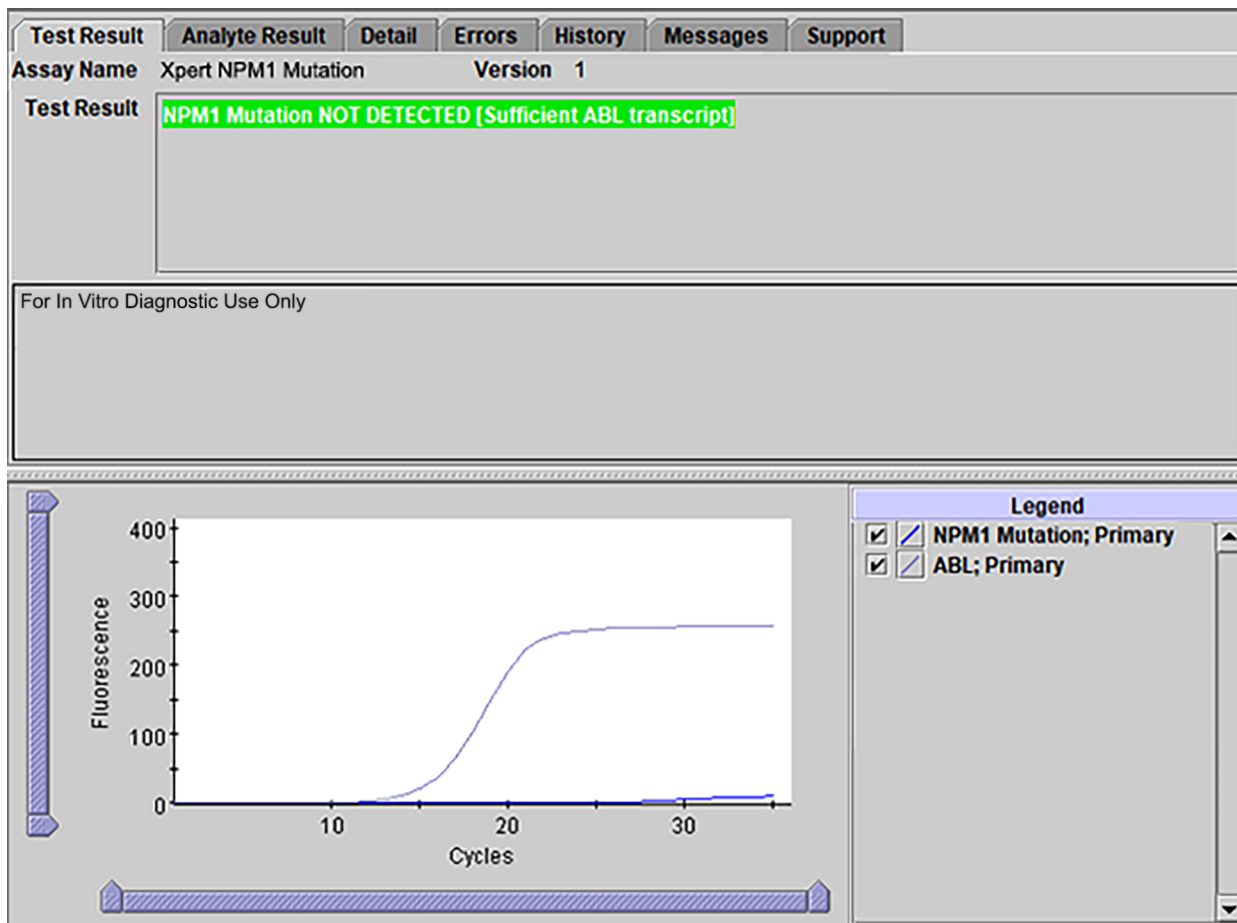 Test Result Analyte Result Detail Errors History Messages Support
Assay Name Xpert NPM1 Mutation Version 1
Test Result NPM1 Mutation NOT DETECTED [Sufficient ABL transcript]
For In Vitro Diagnostic Use Only
400
300
200
100
0
Fluorescence
10 20 30
Cycles
Legend
NPM1 Mutation; Primary
ABL; Primary